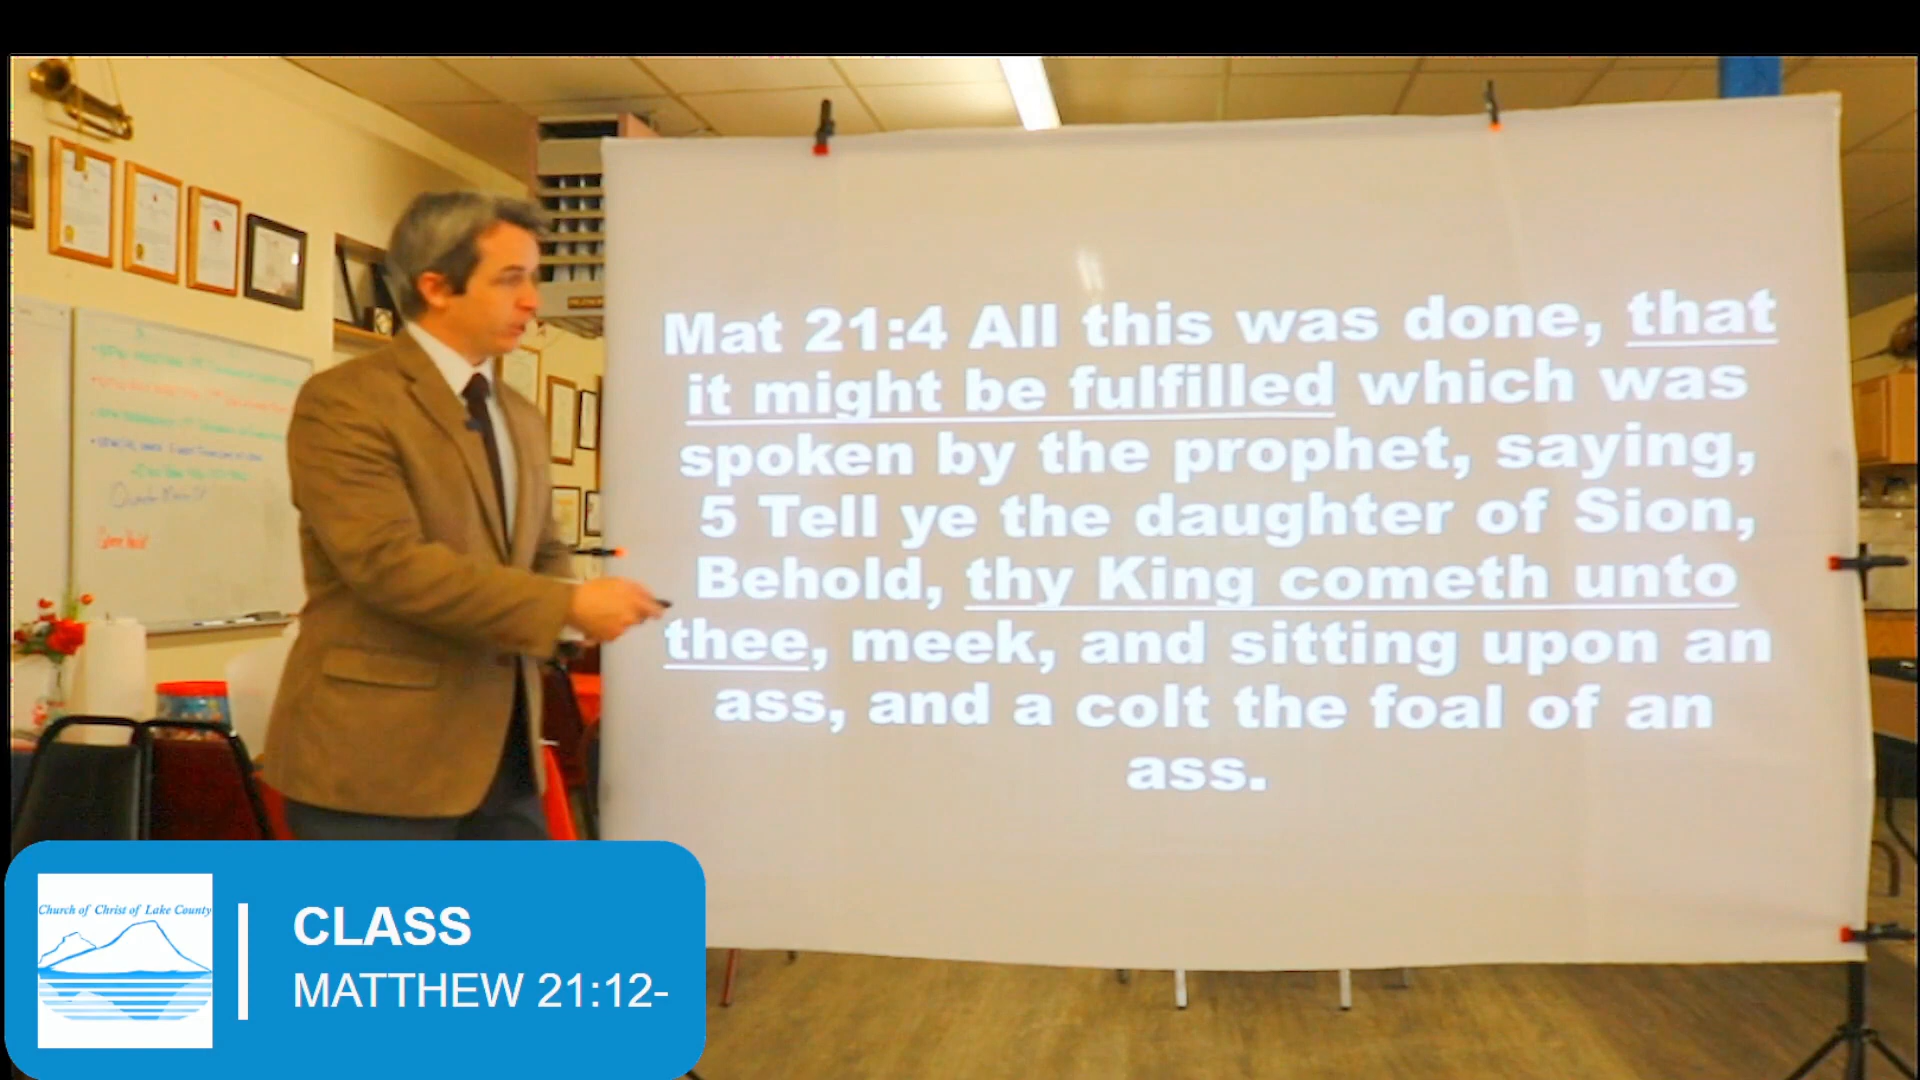 Mat 21:4 All this was done, that
it might be fulfilled which was
spoken by the prophet, saying,
5 Tell ye the daughter of Sion,
Behold, thy King cometh unto
thee, meek, and sitting upon an
ass, and a colt the foal of an
ass.
Church of Christ of Lake County
CLASS
MATTHEW 21:12-